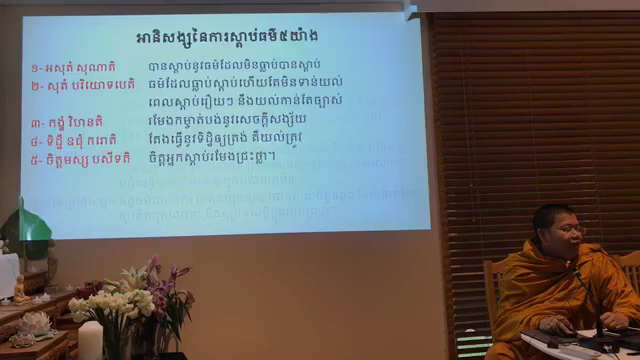 អានិសង្សនៃការស្តាប់ធម៌៥យ៉ាង
១- អសុតំ សុណាតិ បានស្តាប់នូវធម៌ដែលមិនធ្លាប់បានស្តាប់
២- សុតំ បរិយោទបេតិ ធម៌ដែលធ្លាប់ស្តាប់ហើយតែមិនទាន់យល់
ពេលស្តាប់រឿយៗ នឹងយល់កាន់តែច្បាស់
៣- កង្ខំ វិហនតិ រមែងកម្ចាត់បង់នូវសេចក្តីសង្ស័យ
៤- ទិដ្ឋឹ ឧជុំ ករោតិ កែងធ្វើនូវទិដ្ឋិឲ្យត្រង់ គឺយល់ត្រូវ
៥- ចិត្តមស្ស បសីទតិ ចិត្តអ្នកស្តាប់រមែងជ្រះថ្លា។